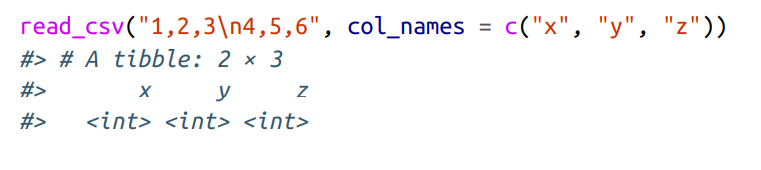 read_csv("1,2,3\n4,5,6", col_names = c("x", "y", "z"))
#> # A tibble: 2 × 3
#>       x     y     z
#>   <int> <int> <int>